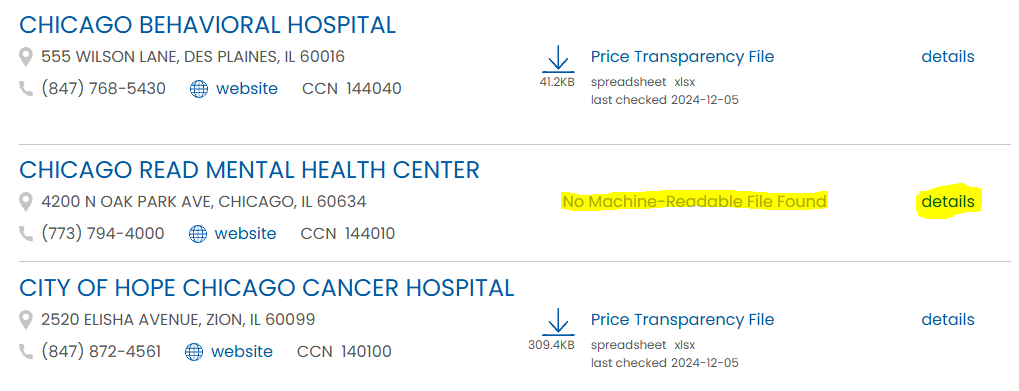 CHICAGO BEHAVIORAL HOSPITAL
555 WILSON LANE, DES PLAINES, IL 60016
Price Transparency File
details
41.2KB
spreadsheet xlsx
(847) 768-5430
website
CCN 144040
last checked 2024-12-05
CHICAGO READ MENTAL HEALTH CENTER
4200 N OAK PARK AVE, CHICAGO, IL 60634
No Machine-Readable File Found
details
(773) 794-4000
website
CCN 144010
CITY OF HOPE CHICAGO CANCER HOSPITAL
2520 ELISHA AVENUE, ZION, IL 60099
Price Transparency File
details
309.4KB
spreadsheet xlsx
(847) 872-4561
website
CCN 140100
last checked 2024-12-05